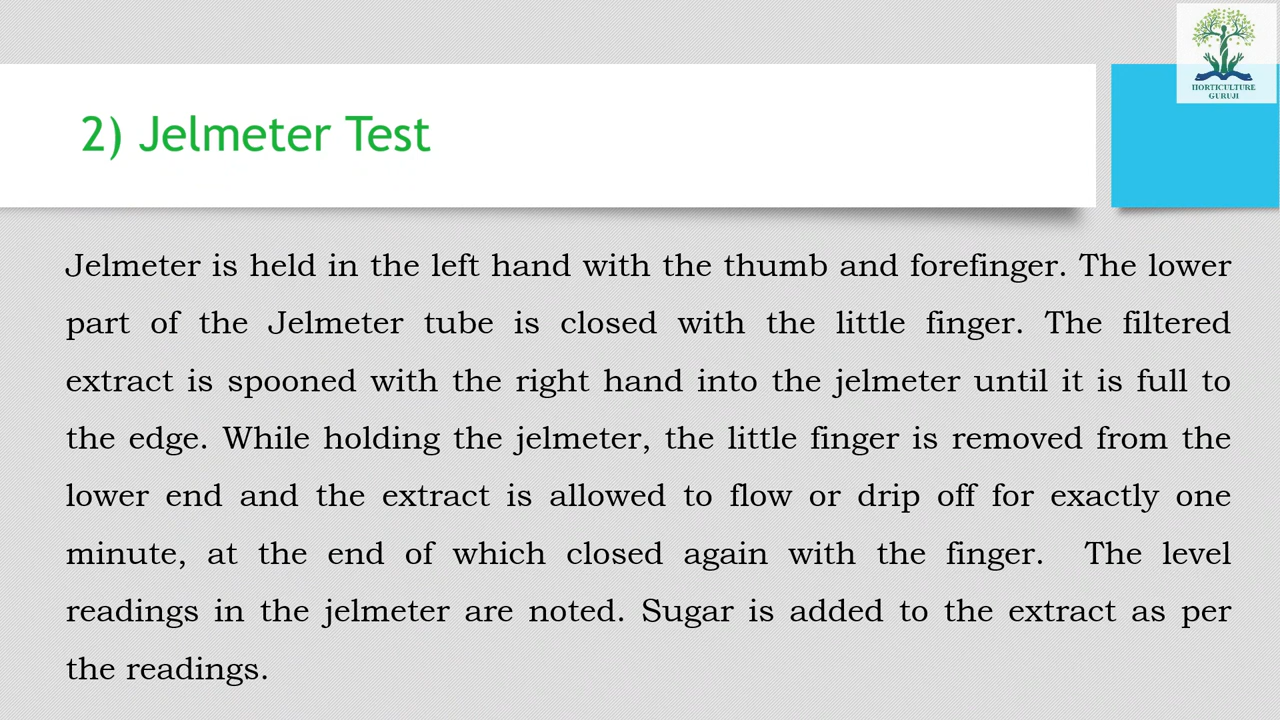 HORTICULTURE
GURUJI
2) Jelmeter Test
Jelmeter is held in the left hand with the thumb and forefinger. The lower
part of the Jelmeter tube is closed with the little finger. The filtered
extract is spooned with the right hand into the jelmeter until it is full to
the edge. While holding the jelmeter, the little finger is removed from the
lower end and the extract is allowed to flow or drip off for exactly one
minute, at the end of which closed again with the finger.  The level
readings in the jelmeter are noted. Sugar is added to the extract as per
the readings.